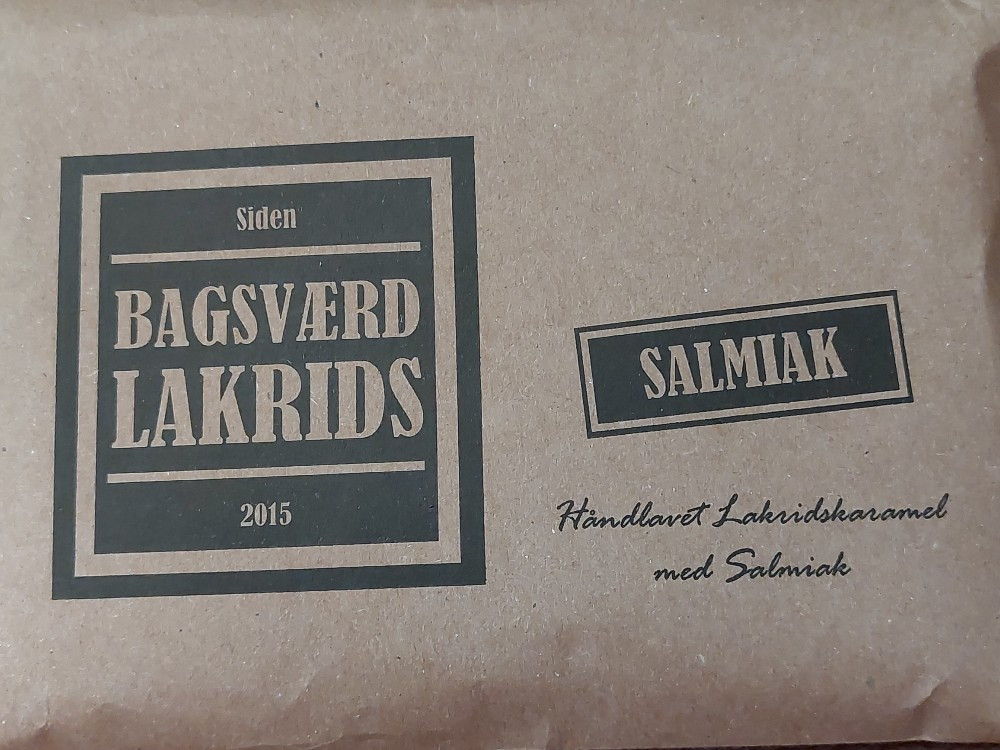 Siden
BAGSVÆRD
LAKRIDS
2015
SALMIAK
Håndlavet Lakridskaramel
med Salmiak